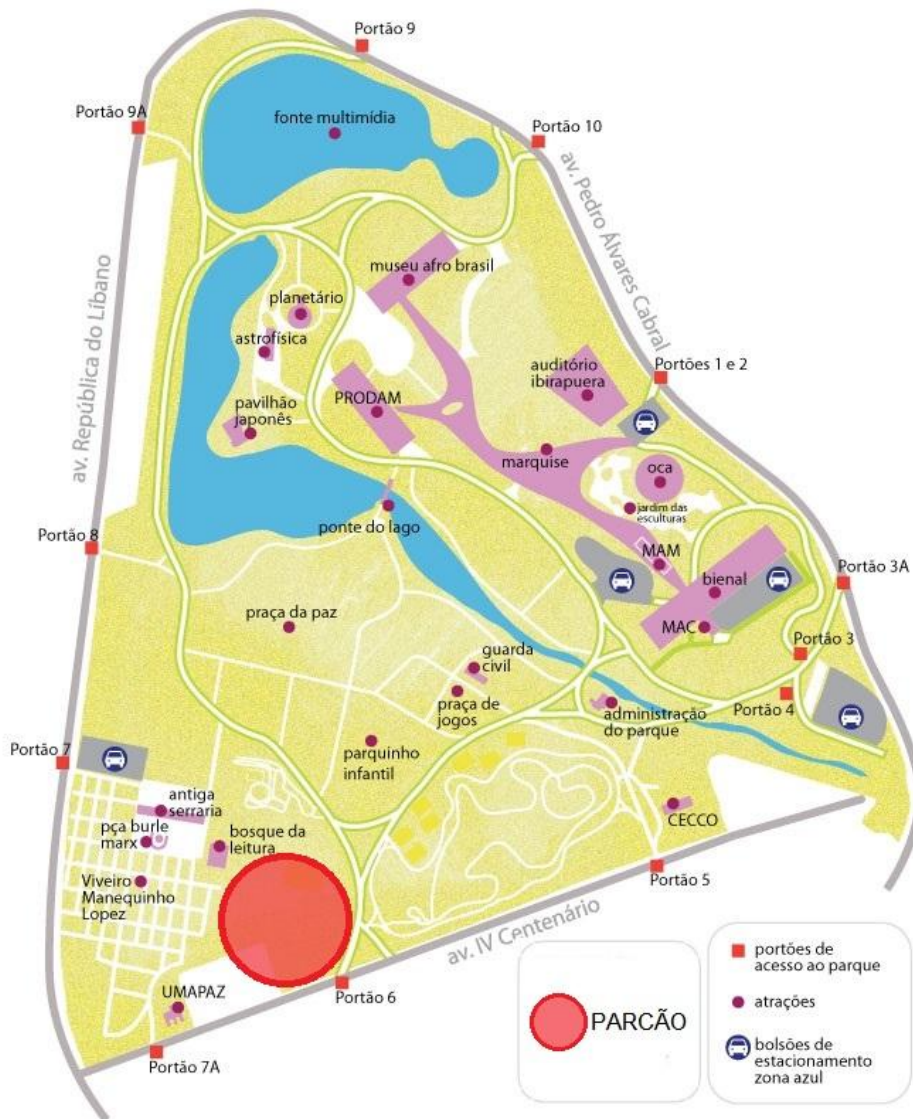 Portão 9
Portão 9A
fonte multimídia
Portão 10
av. Pedro Álvares Cabral
museu afro brasil
av. República do Líbano
planetário
astrofísica
Portões 1 e 2
auditório
ibirapuera
PRODAM
pavilhão
japonês
marquise
oca
jardim das
esculturas
ponte do lago
Portão 8
MAM
bienal
Portão 3A
praça da paz
MAC
Portão 3
guarda
civil
praça de
jogos
Portão 4
administração
do parque
parquinho
infantil
Portão 7
antiga
serraria
CECCO
pça burle
marx
bosque da
leitura
Portão 5
Viveiro
Manequinho
Lopez
av. IV Centenário
portões de
acesso ao parque
Portão 6
UMAPAZ
atrações
PARCÃO
bolsões de
estacionamento
zona azul
Portão 7A